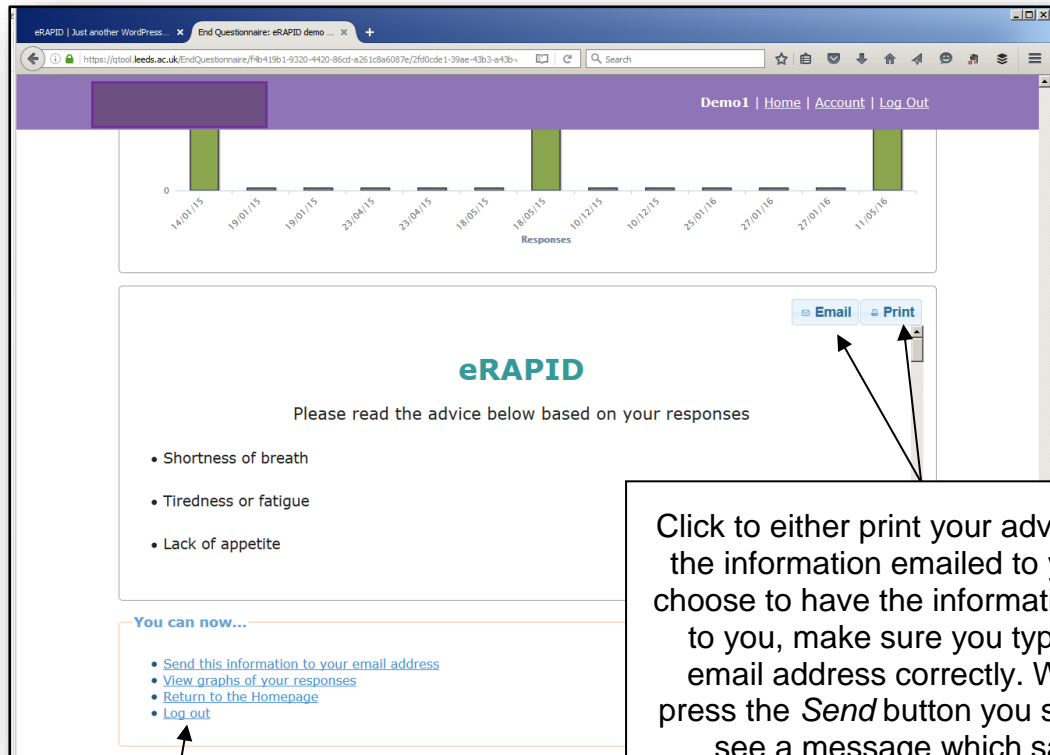 eRAPID | Just another WordPress...
End Questionnaire: eRAPID demo ...
https://qtool.leeds.ac.uk/EndQuestionnaire/f4b419b1-9320-4420-86cd-a261c8a6087e/2fd0cde1-39ae-43b3-a43b-
Search
Demo1 | Home | Account | Log Out
0
14/01/15 19/01/15 19/01/15 23/04/15 23/04/15 18/05/15 18/05/15 10/12/15 10/12/15 25/01/16 27/01/16 27/01/16 11/05/16
Responses
Email Print
eRAPID
Please read the advice below based on your responses
• Shortness of breath
• Tiredness or fatigue
• Lack of appetite
Click to either print your adv
the information emailed to
choose to have the informat
to you, make sure you typ
email address correctly. W
press the Send button you s
see a message which sa
You can now...
• Send this information to your email address
• View graphs of your responses
• Return to the Homepage
• Log out